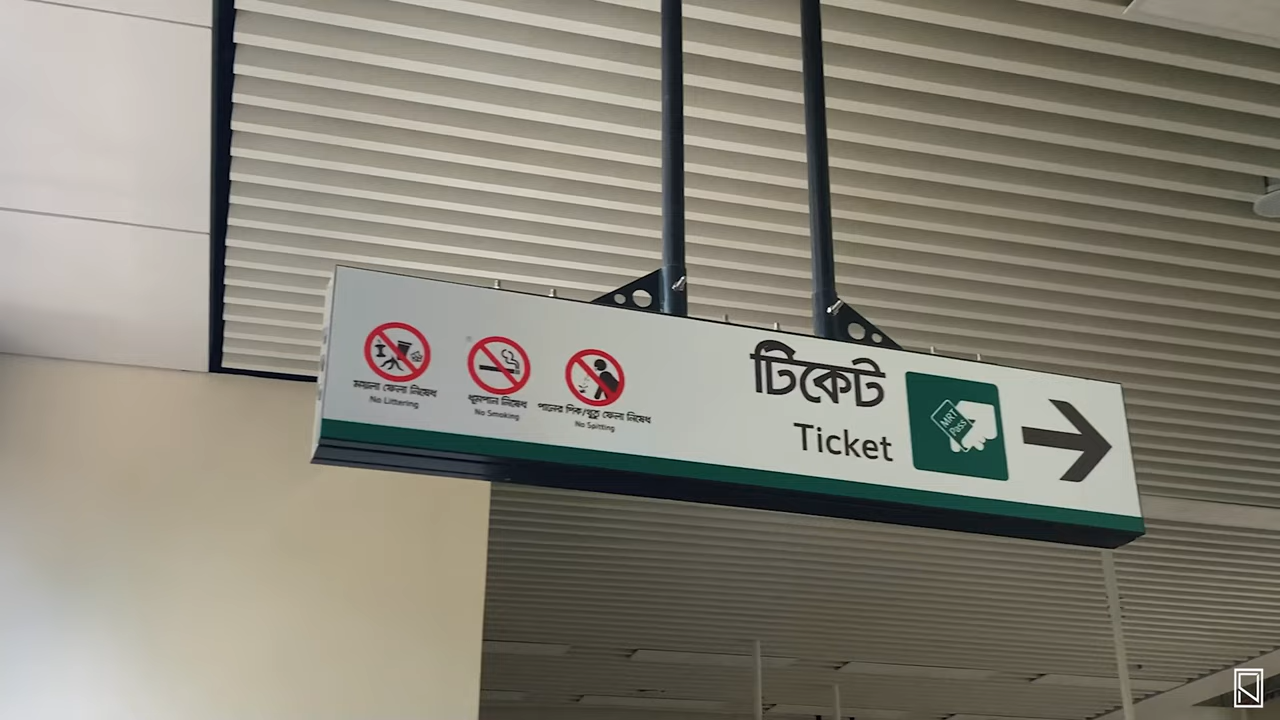 ময়লা ফেলা নিষেধ
No Littering
ধূমপান নিষেধ
No Smoking
পানের পিক/থুতু ফেলা নিষেধ
No Spitting
টিকেট
Ticket
MRT
Pass